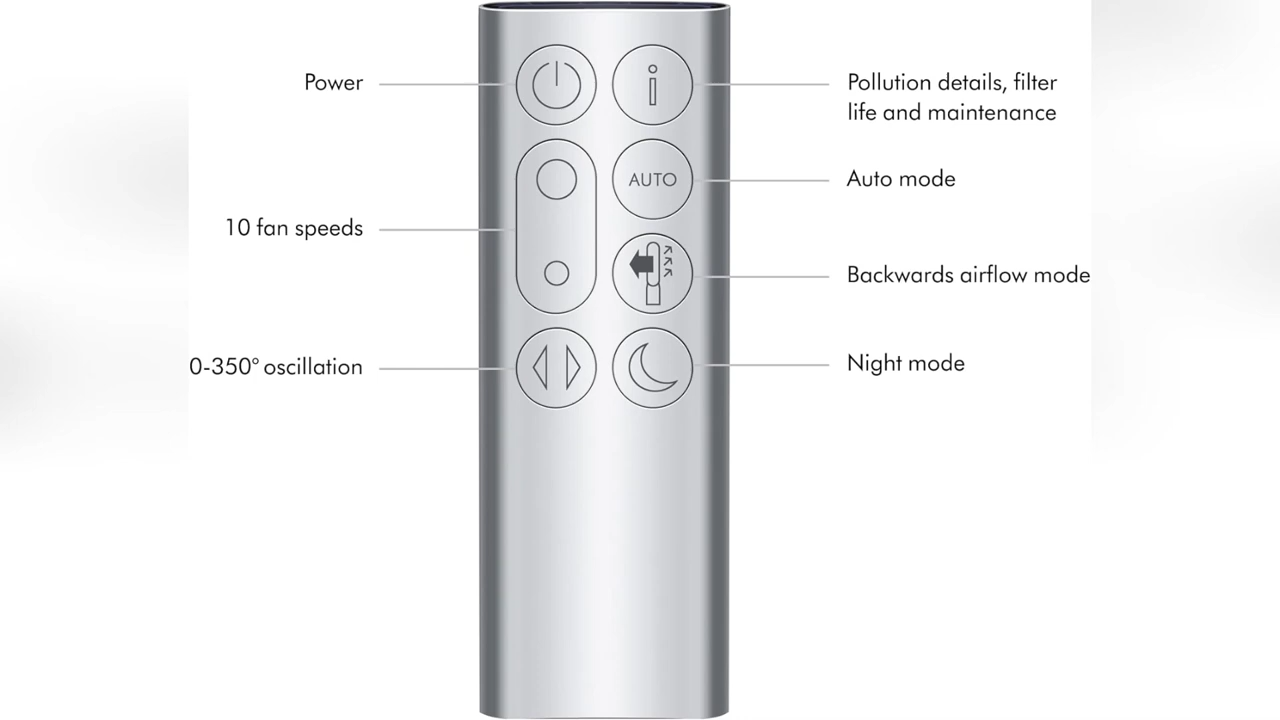 Power
Pollution details, filter
life and maintenance
AUTO
Auto mode
10 fan speeds
Backwards airflow mode
0-350° oscillation
Night mode